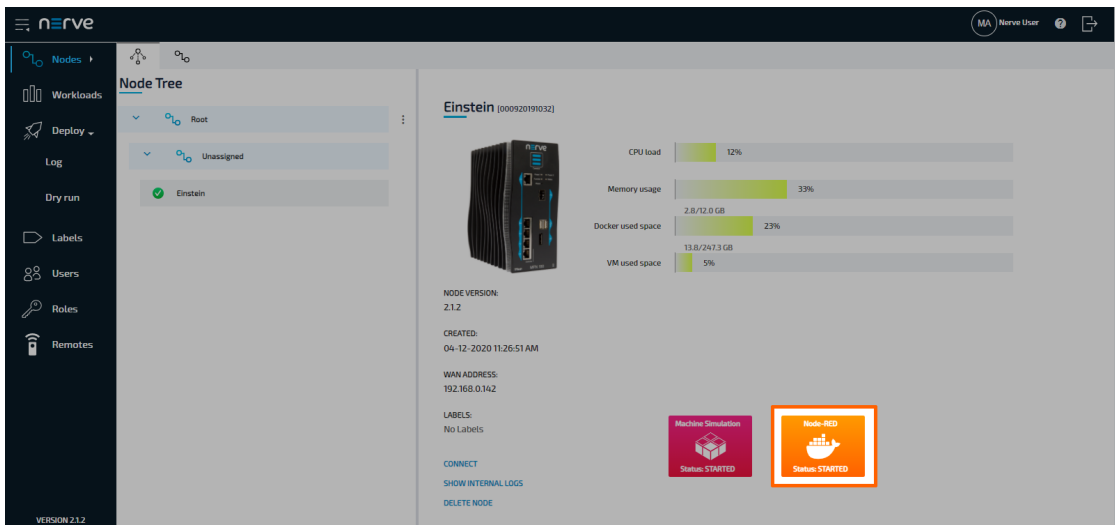 nerve
MA Nerve User ?
Nodes
Workloads
Deploy
Log
Dry run
Labels
Users
Roles
Remotes
VERSION 2.1.2
Node Tree
Root
Unassigned
Einstein
Einstein [000920191032]
nerve
CPU load 12%
Memory usage 33%
2.8/12.0 GB
Docker used space 23%
13.8/247.3 GB
VM used space 5%
NODE VERSION:
2.1.2
CREATED:
04-12-2020 11:26:51 AM
WAN ADDRESS:
192.168.0.142
LABELS:
No Labels
CONNECT
SHOW INTERNAL LOGS
DELETE NODE
Machine Simulation
Status: STARTED
Node-RED
Status: STARTED